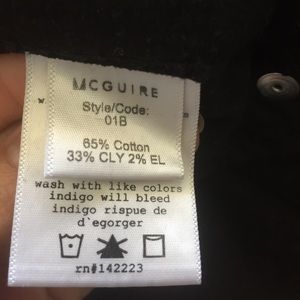 MCGUIRE
Style/Code:
01B
65% Cotton
33% CLY 2% EL
wash with like colors
indigo will bleed
indigo rispue de
d`egorger
rn#142223